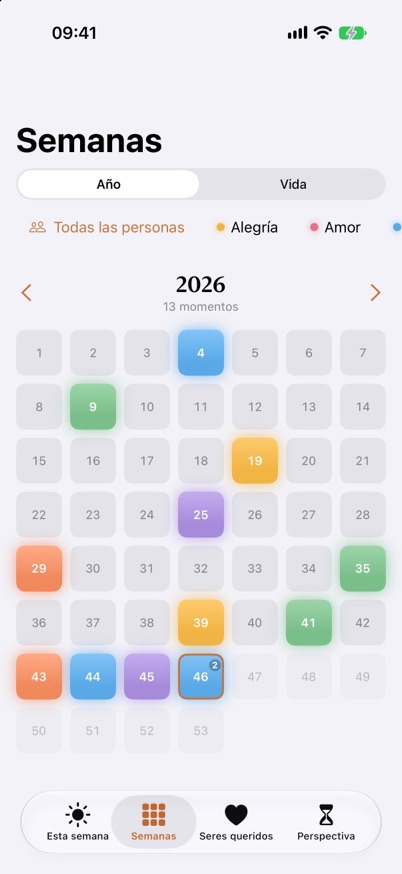 09:41
Semanas
Año Vida
Todas las personas Alegría Amor
2026
13 momentos
1 2 3 4 5 6 7
8 9 10 11 12 13 14
15 16 17 18 19 20 21
22 23 24 25 26 27 28
29 30 31 32 33 34 35
36 37 38 39 40 41 42
43 44 45 46 2 47 48 49
50 51 52 53
Esta semana Semanas Seres queridos Perspectiva